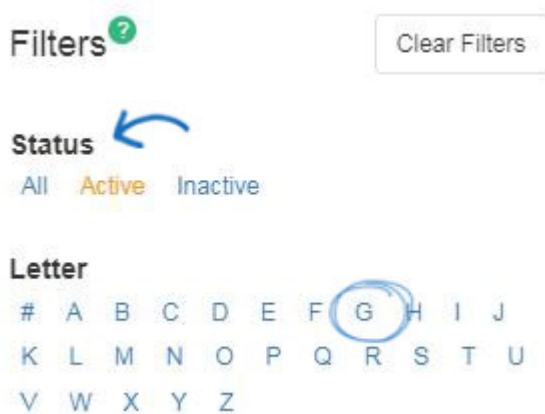 Filters?
Clear Filters
Status
All Active Inactive
Letter
# A B C D E F G H I J
K L M N O P Q R S T U
V W X Y Z